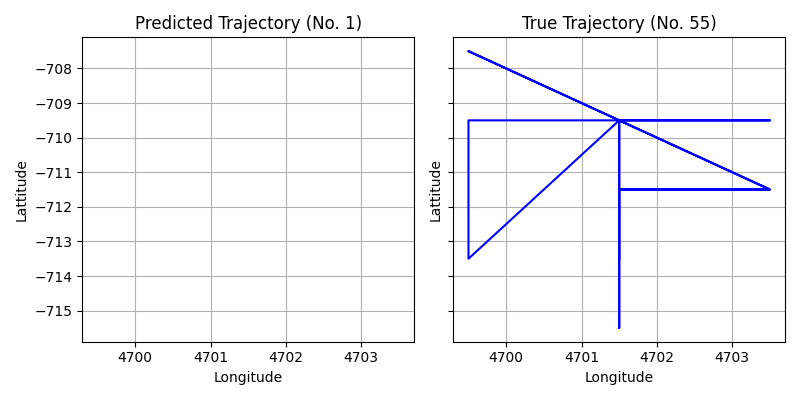 Predicted Trajectory (No. 1)
True Trajectory (No. 55)
Lattitude
−708
−709
−710
−711
−712
−713
−714
−715
4700 4701 4702 4703
Longitude
Lattitude
4700 4701 4702 4703
Longitude